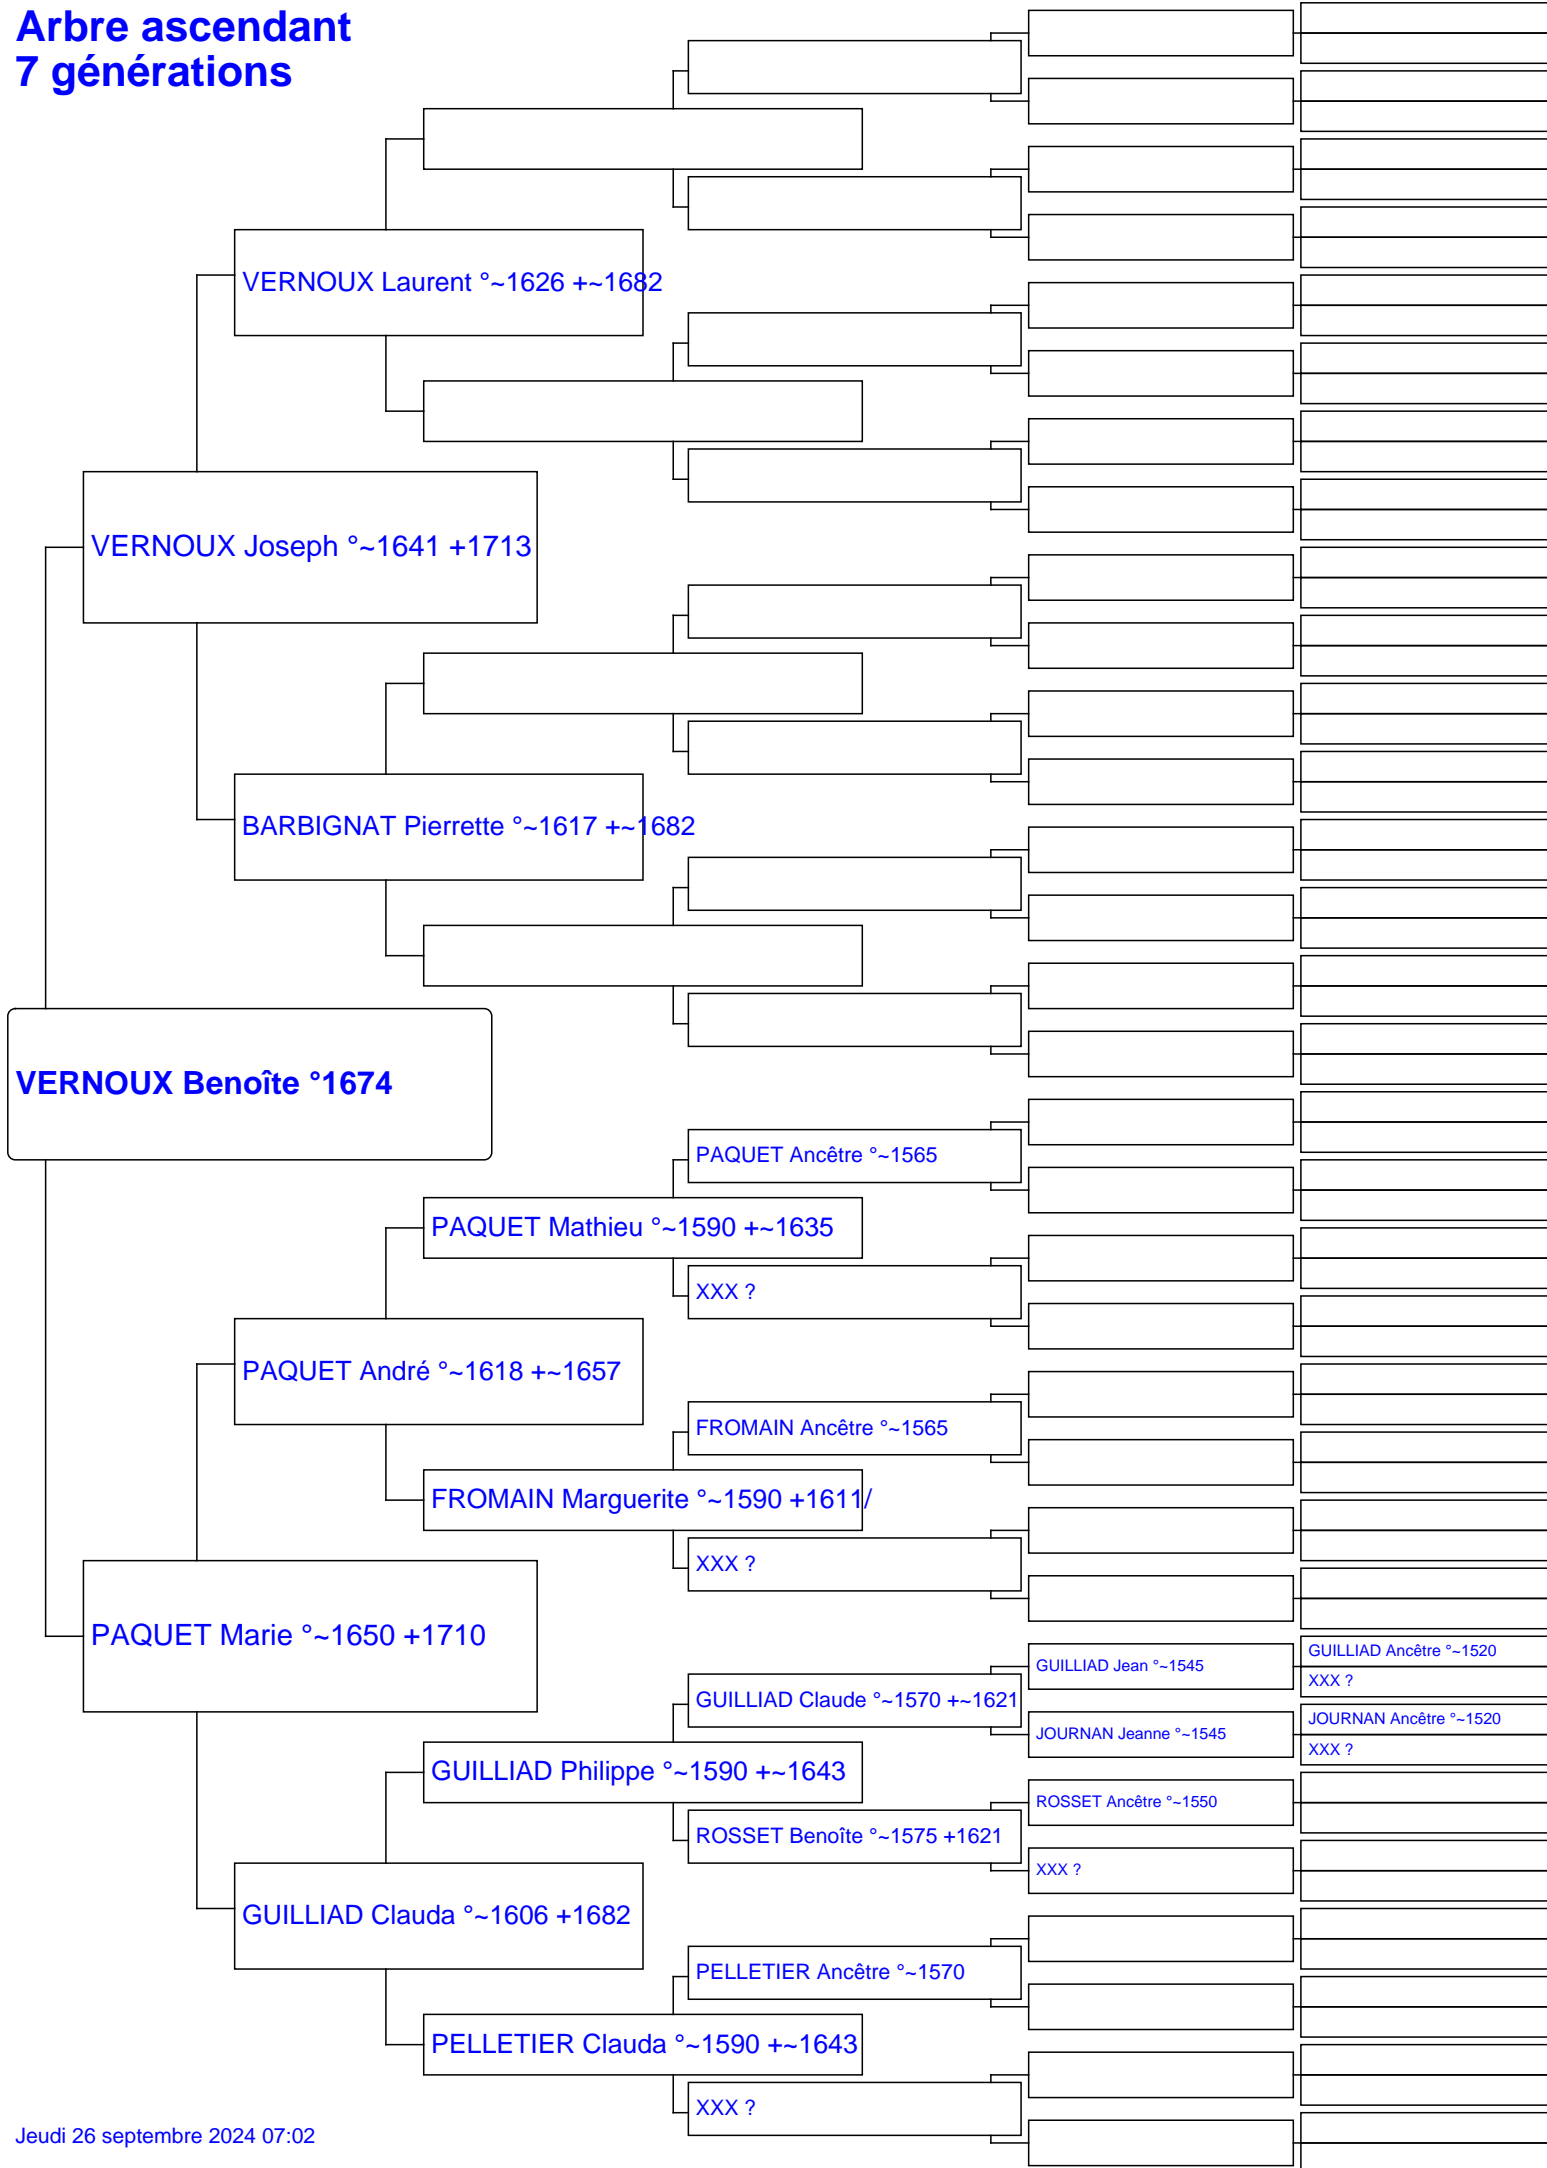 Arbre ascendant
7 générations
VERNOUX Laurent °~1626 +~1682
VERNOUX Joseph °~1641 +1713
BARBIGNAT Pierrette °~1617 +~1682
VERNOUX Benoîte °1674
PAQUET Ancêtre °~1565
PAQUET Mathieu °~1590 +~1635
XXX ?
PAQUET André °~1618 +~1657
FROMAIN Ancêtre °~1565
FROMAIN Marguerite °~1590 +1611/
XXX ?
PAQUET Marie °~1650 +1710
GUILLIAD Ancêtre °~1520
GUILLIAD Jean °~1545
XXX ?
GUILLIAD Claude °~1570 +~1621
JOURNAN Ancêtre °~1520
JOURNAN Jeanne °~1545
XXX ?
GUILLIAD Philippe °~1590 +~1643
ROSSET Ancêtre °~1550
ROSSET Benoîte °~1575 +1621
XXX ?
GUILLIAD Clauda °~1606 +1682
PELLETIER Ancêtre °~1570
PELLETIER Clauda °~1590 +~1643
XXX ?
Jeudi 26 septembre 2024 07:02